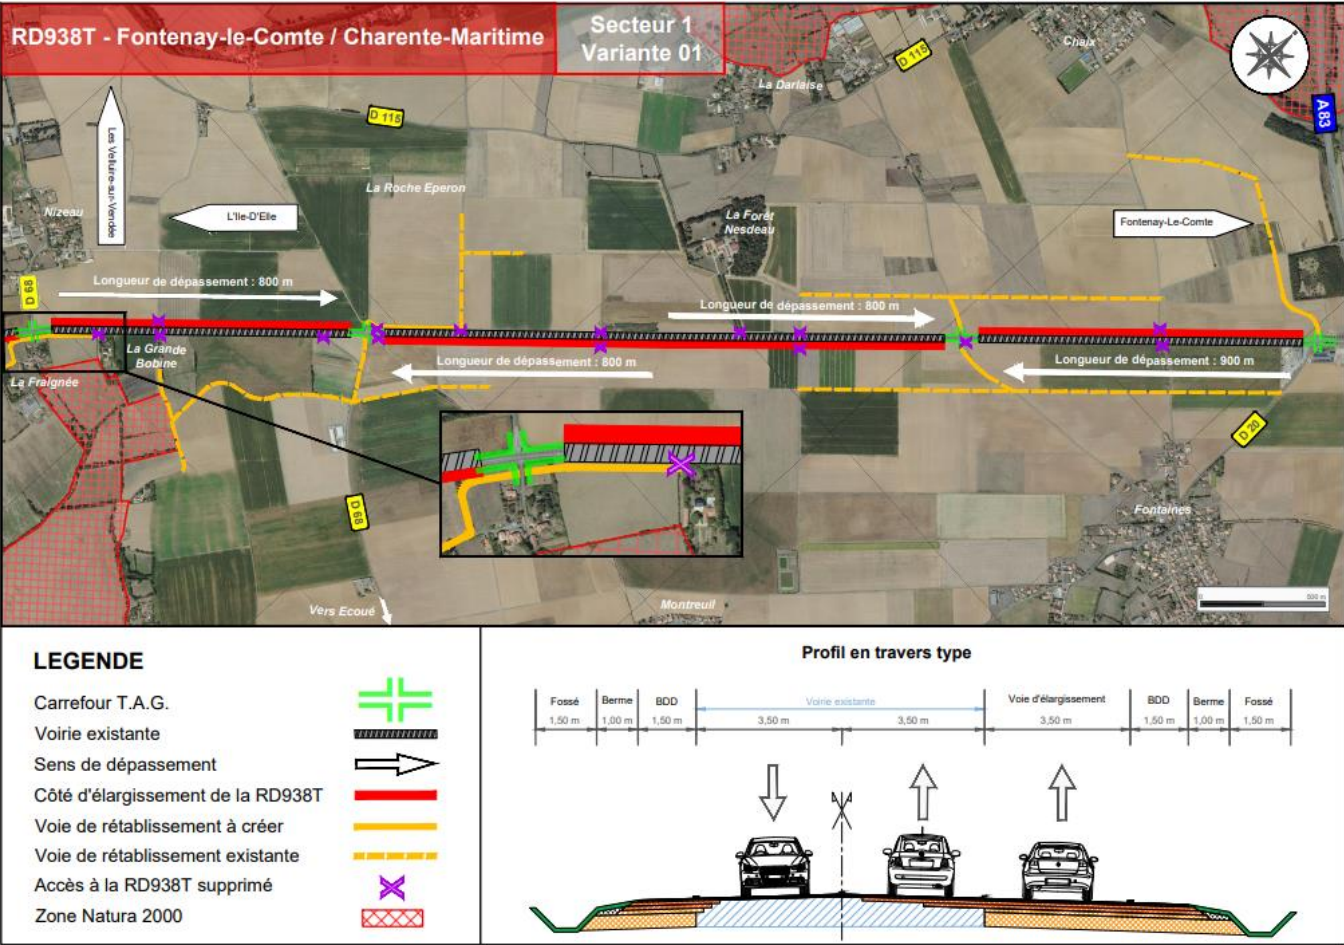 RD938T - Fontenay-le-Comte / Charente-Maritime
Secteur 1
Variante 01
Chaix
D 115
La Darlaise
A83
D 115
Les Velluire-sur-Vendée
La Roche Eperon
Nizeau
L'Ile-D'Elle
La Forêt
Nesdeau
Fontenay-Le-Comte
D 68
Longueur de dépassement : 800 m
Longueur de dépassement : 800 m
La Grande
Bobine
Longueur de dépassement : 800 m
Longueur de dépassement : 900 m
La Fraignée
D 20
D 68
Fontaines
Vers Ecoué
Montreuil
0
500 m
LEGENDE
Carrefour T.A.G.
Voirie existante
Sens de dépassement
Côté d'élargissement de la RD938T
Voie de rétablissement à créer
Voie de rétablissement existante
Accès à la RD938T supprimé
Zone Natura 2000
Profil en travers type
Fossé Berme BDD Voirie existante Voie d'élargissement BDD Berme Fossé
1,50 m 1,00 m 1,50 m 3,50 m 3,50 m 3,50 m 1,50 m 1,00 m 1,50 m